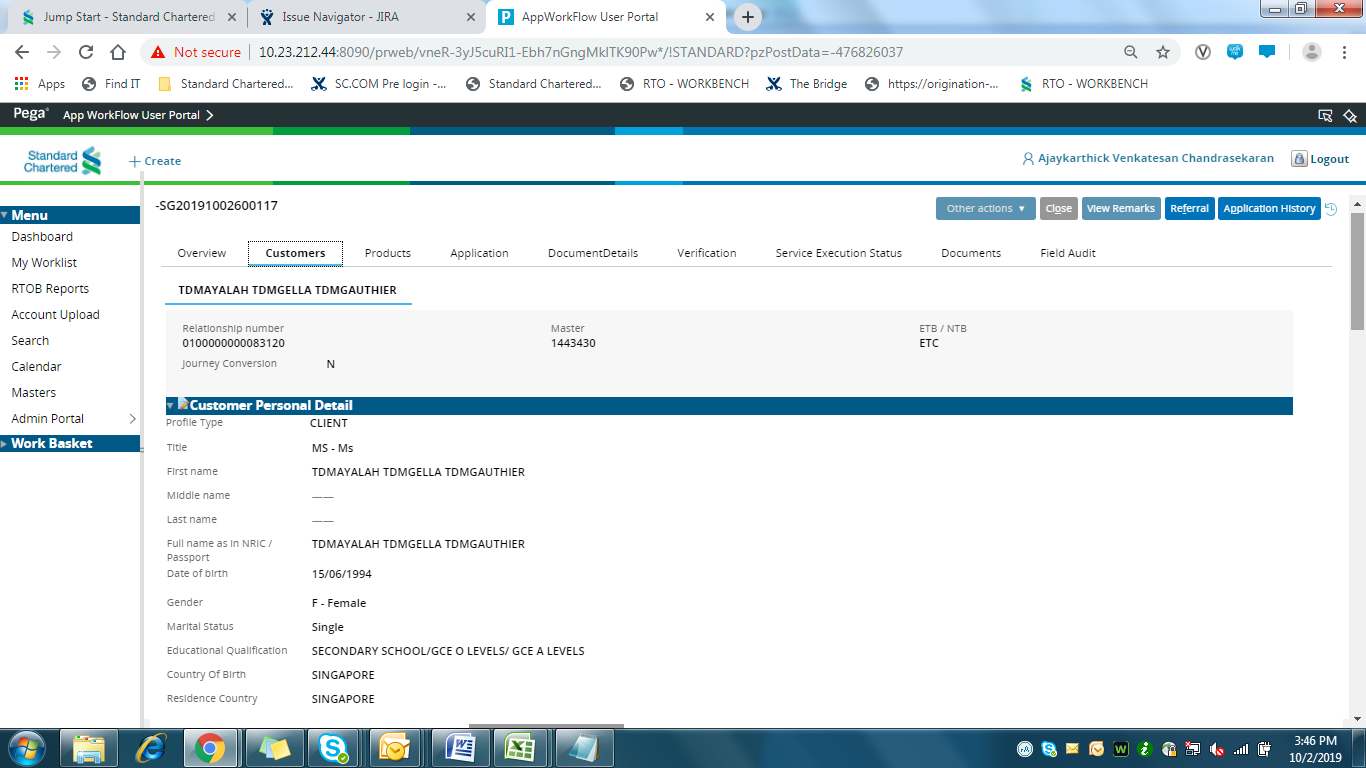 Jump Start - Standard Chartered
Issue Navigator - JIRA
AppWorkFlow User Portal
Not secure
10.23.212.44:8090/prweb/vneR-3yJ5cuRI1-Ebh7nGngMkITK90Pw*/!STANDARD?pzPostData=-476826037
Apps
Find IT
Standard Chartered...
SC.COM Pre login -...
Standard Chartered...
RTO - WORKBENCH
The Bridge
https://origination-...
RTO - WORKBENCH
Pega
App WorkFlow User Portal
Standard
Chartered
Create
Ajaykarthick Venkatesan Chandrasekaran
Logout
Menu
Dashboard
My Worklist
RTOB Reports
Account Upload
Search
Calendar
Masters
Admin Portal
Work Basket
-SG20191002600117
Other actions
Close
View Remarks
Referral
Application History
Overview
Customers
Products
Application
DocumentDetails
Verification
Service Execution Status
Documents
Field Audit
TDMAYALAH TDMGELLA TDMGAUTHIER
Relationship number
0100000000083120
Master
1443430
ETB / NTB
ETC
Journey Conversion N
Customer Personal Detail
Profile Type CLIENT
Title MS - Ms
First name TDMAYALAH TDMGELLA TDMGAUTHIER
Middle name ——
Last name ——
Full name as in NRIC / TDMAYALAH TDMGELLA TDMGAUTHIER
Passport
Date of birth 15/06/1994
Gender F - Female
Marital Status Single
Educational Qualification SECONDARY SCHOOL/GCE O LEVELS/ GCE A LEVELS
Country Of Birth SINGAPORE
Residence Country SINGAPORE
3:46 PM
10/2/2019